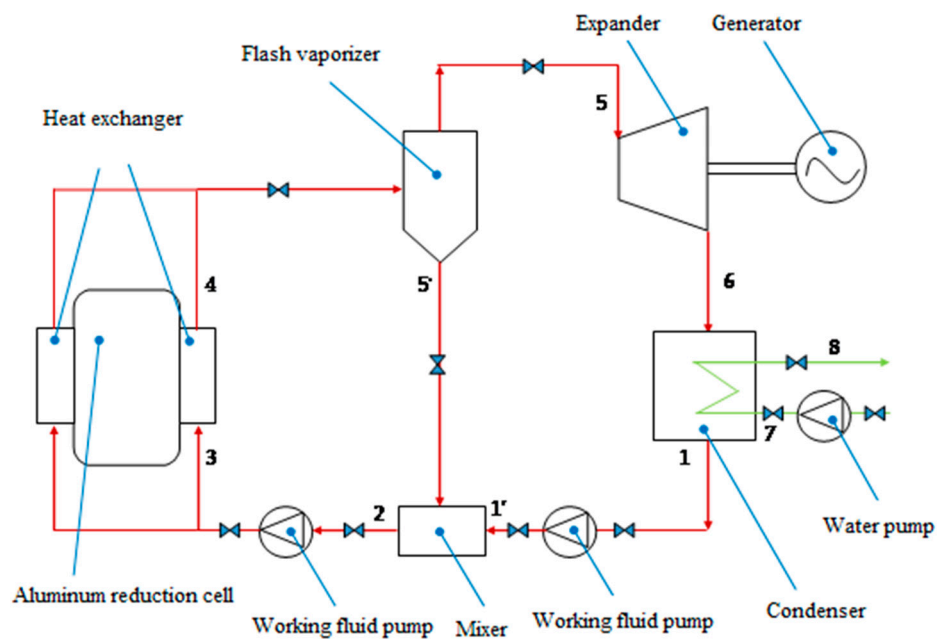 Expander
Generator
Flash vaporizer
5
Heat exchanger
4
5'
6
8
3
7
1
2
1'
Water pump
Aluminum reduction cell
Working fluid pump
Mixer
Working fluid pump
Condenser